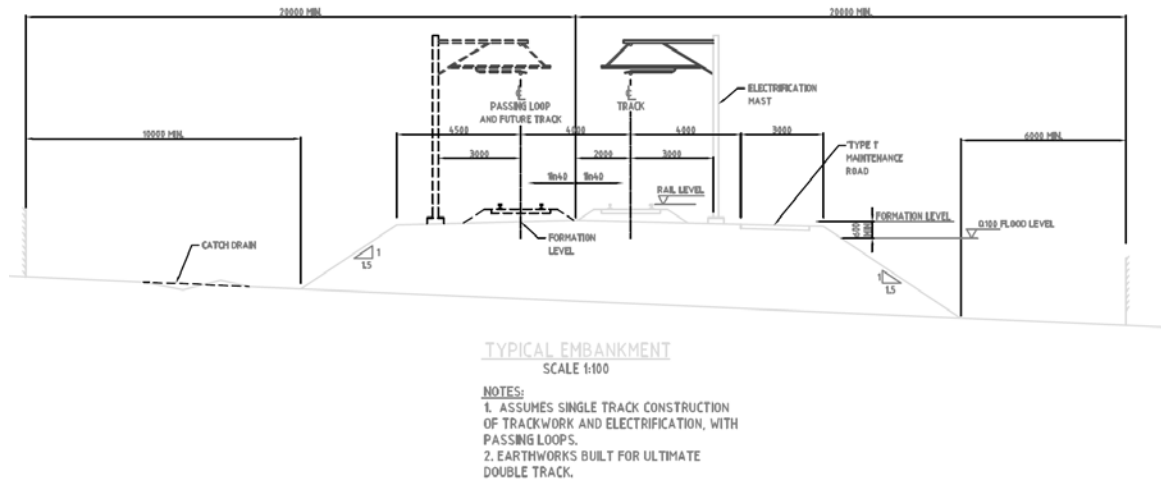 20000 MIN.
20000 MIN.
ELECTRIFICATION
MAST
PASSING LOOP
AND FUTURE TRACK
TRACK
10000 MIN.
4500
4000
4000
3000
6000 MIN.
3000
2000
3000
TYPE 1
MAINTENANCE
ROAD
1in40
1in40
RAIL LEVEL
FORMATION LEVEL
600
MIN.
Q100 FLOOD LEVEL
CATCH DRAIN
FORMATION
LEVEL
1
1.5
1
1.5
TYPICAL EMBANKMENT
SCALE 1:100
NOTES:
1. ASSUMES SINGLE TRACK CONSTRUCTION
OF TRACKWORK AND ELECTRIFICATION, WITH
PASSING LOOPS.
2. EARTHWORKS BUILT FOR ULTIMATE
DOUBLE TRACK.